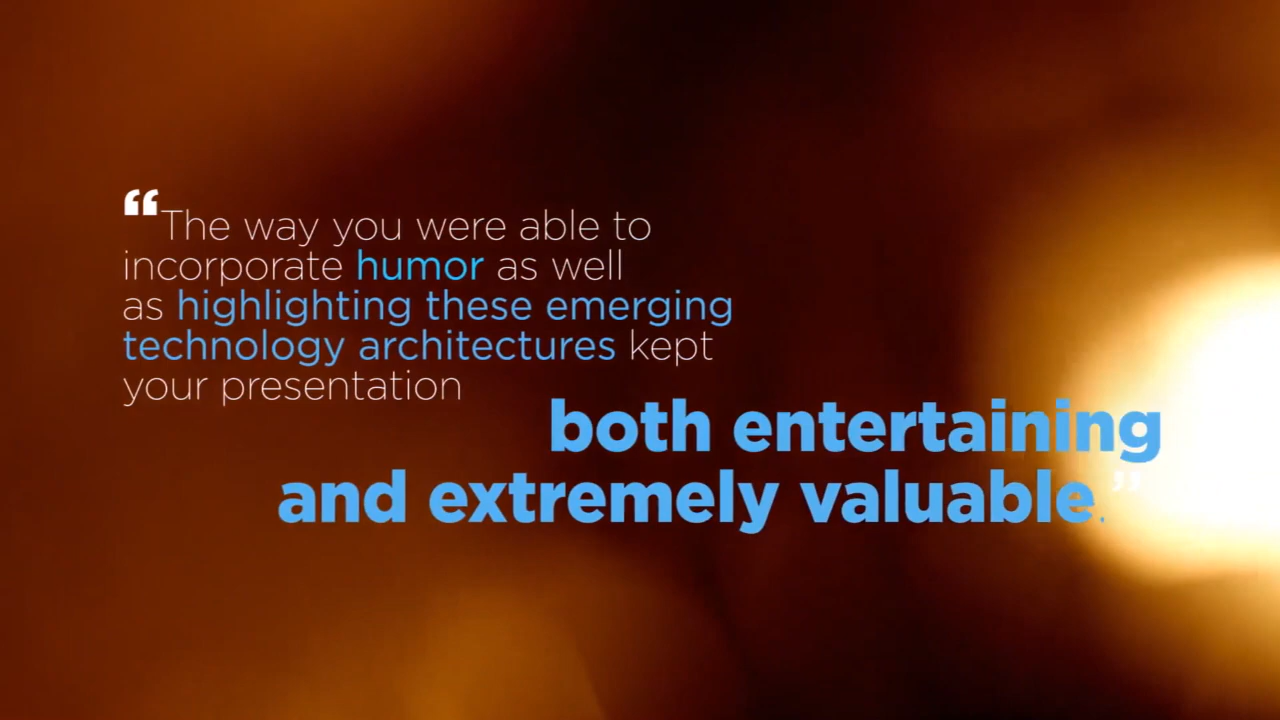 “The way you were able to
incorporate humor as well
as highlighting these emerging
technology architectures kept
your presentation
both entertaining
and extremely valuable.”